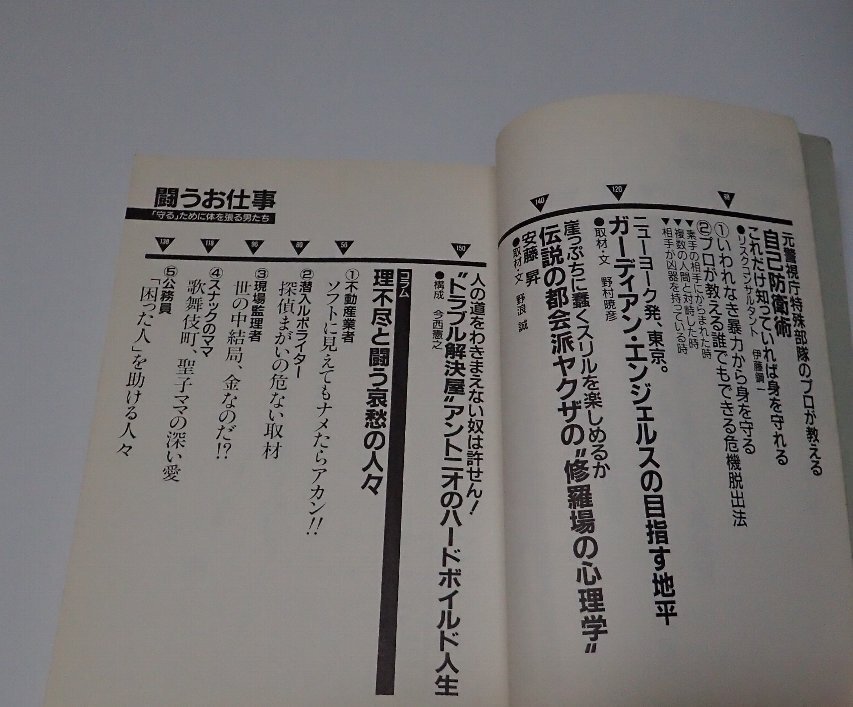 元警視庁特殊部隊のプロが教える
自己防衛術
これだけ知っていれば身を守れる
●リスクコンサルタント 伊藤鋼一
①いわれなき暴力から身を守る
②プロが教える誰でもできる危機脱出法
▼素手の相手にからまれた時
▼複数の人間と対峙した時
▼相手が凶器を持っている時
120
ニューヨーク発、東京。
ガーディアン・エンジェルスの目指す地平
●取材・文 野村暁彦
140
崖っぷちに蠢くスリルを楽しめるか
伝説の都会派ヤクザの〝修羅場の心理学〟
安藤 昇
●取材・文 野浪 誠
闘うお仕事
「守る」ために体を張る男たち
150
人の道をわきまえない奴は許せん!
〝トラブル解決屋〟アントニオのハードボイルド人生
●構成 今西憲之
コラム
理不尽と闘う哀愁の人々
56
①不動産業者
ソフトに見えてもナメたらアカン!!
80
②潜入ルポライター
探偵まがいの危ない取材
96
③現場監理者
世の中結局、金なのだ!?
118
④スナックのママ
歌舞伎町、聖子ママの深い愛
138
⑤公務員
「困った人」を助ける人々